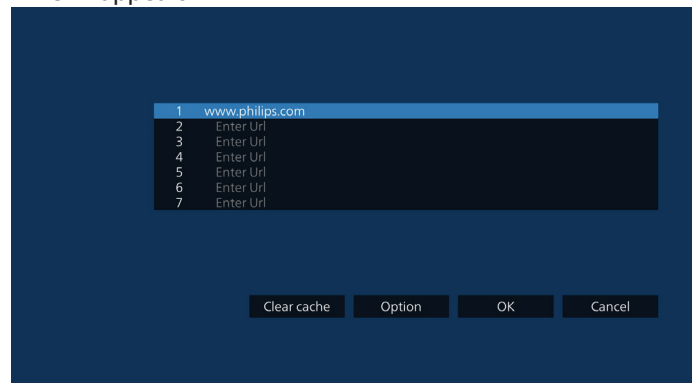 1 www.philips.com
2 Enter Url
3 Enter Url
4 Enter Url
5 Enter Url
6 Enter Url
7 Enter Url
Clear cache Option OK Cancel